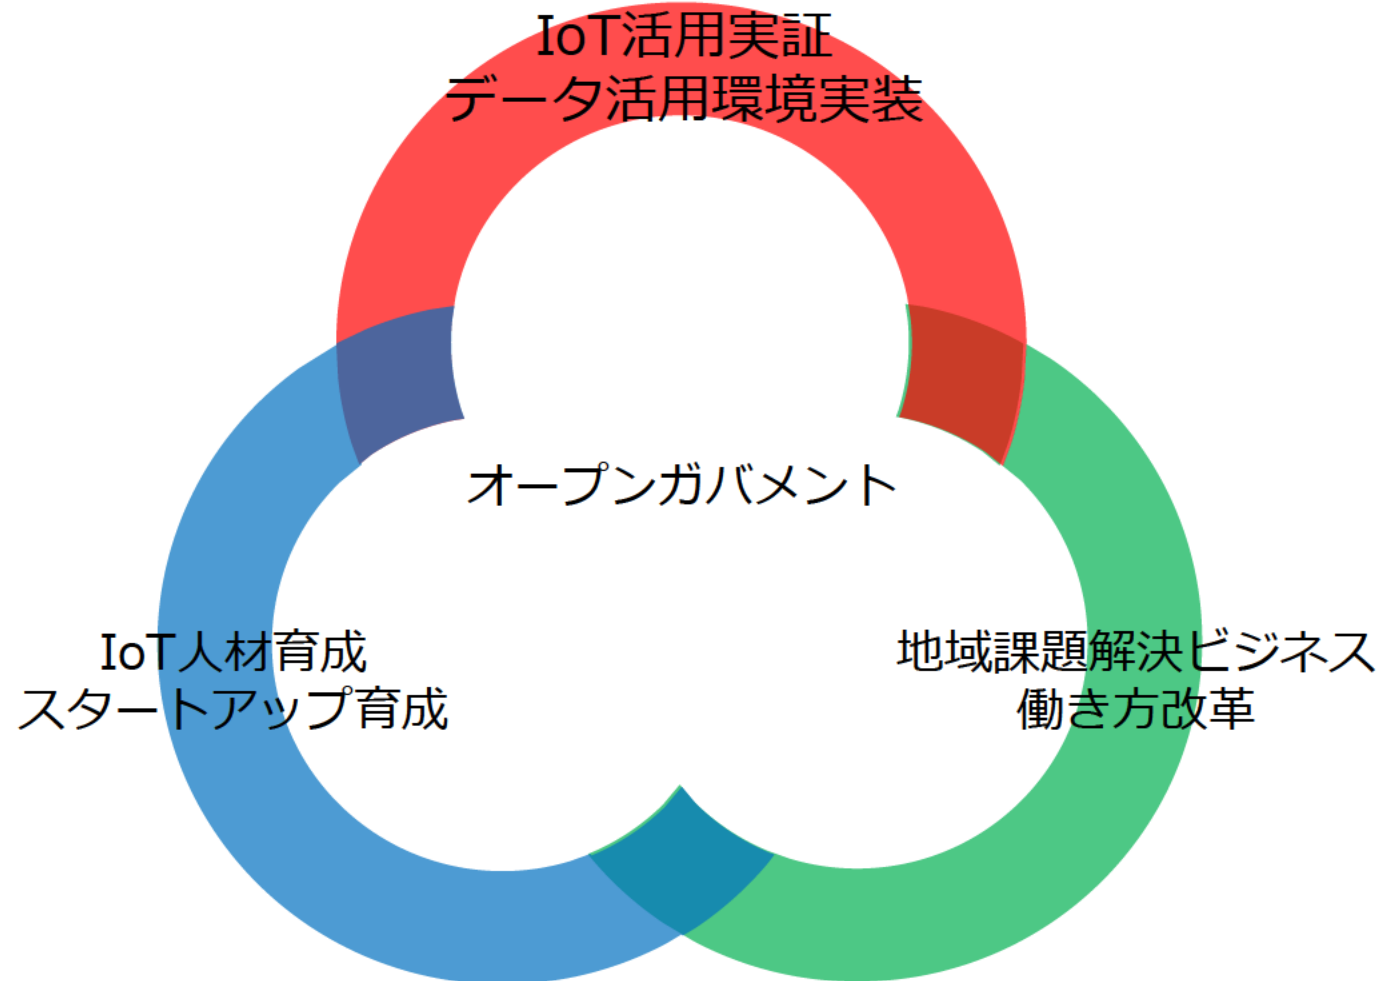 IoT活用実証
データ活用環境実装
オープンガバメント
IoT人材育成
スタートアップ育成
地域課題解決ビジネス
働き方改革